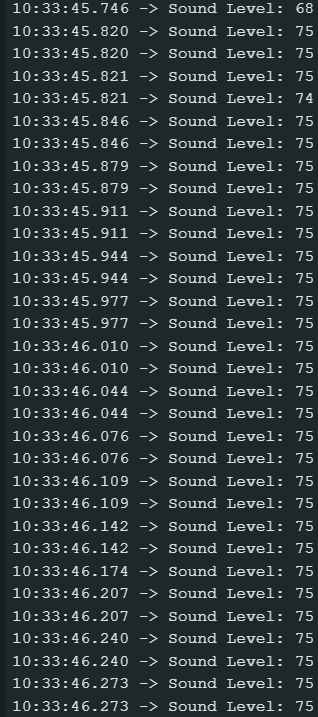 10:33:45.746 -> Sound Level: 68
10:33:45.820 -> Sound Level: 75
10:33:45.820 -> Sound Level: 75
10:33:45.821 -> Sound Level: 75
10:33:45.821 -> Sound Level: 74
10:33:45.846 -> Sound Level: 75
10:33:45.846 -> Sound Level: 75
10:33:45.879 -> Sound Level: 75
10:33:45.879 -> Sound Level: 75
10:33:45.911 -> Sound Level: 75
10:33:45.911 -> Sound Level: 75
10:33:45.944 -> Sound Level: 75
10:33:45.944 -> Sound Level: 75
10:33:45.977 -> Sound Level: 75
10:33:45.977 -> Sound Level: 75
10:33:46.010 -> Sound Level: 75
10:33:46.010 -> Sound Level: 75
10:33:46.044 -> Sound Level: 75
10:33:46.044 -> Sound Level: 75
10:33:46.076 -> Sound Level: 75
10:33:46.076 -> Sound Level: 75
10:33:46.109 -> Sound Level: 75
10:33:46.109 -> Sound Level: 75
10:33:46.142 -> Sound Level: 75
10:33:46.142 -> Sound Level: 75
10:33:46.174 -> Sound Level: 75
10:33:46.207 -> Sound Level: 75
10:33:46.207 -> Sound Level: 75
10:33:46.240 -> Sound Level: 75
10:33:46.240 -> Sound Level: 75
10:33:46.273 -> Sound Level: 75
10:33:46.273 -> Sound Level: 75